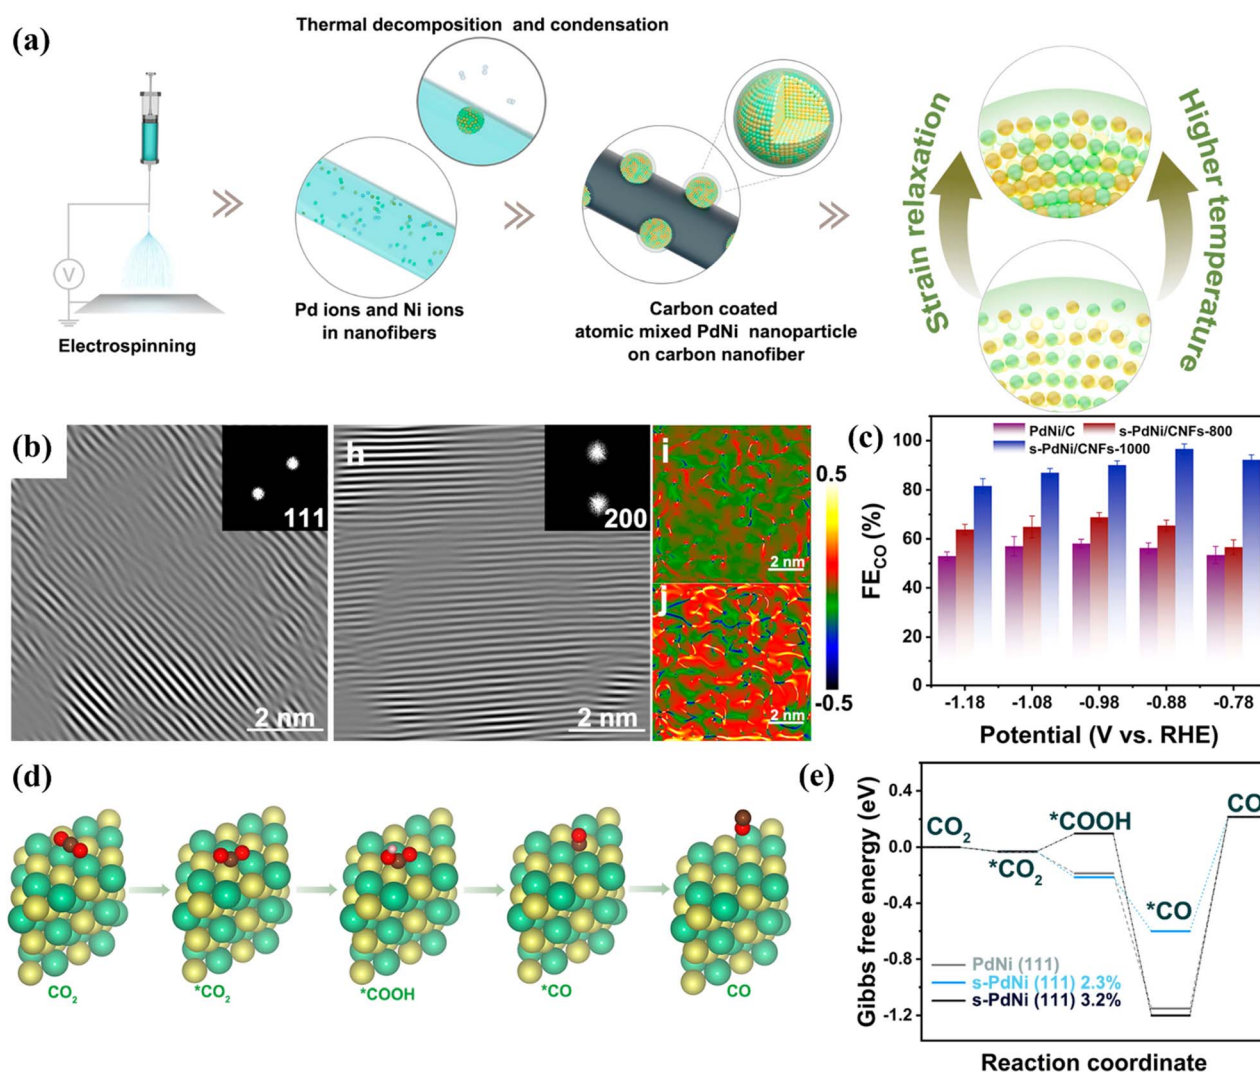 (a)
Thermal decomposition and condensation
V
Electrospinning
Pd ions and Ni ions
in nanofibers
Carbon coated
atomic mixed PdNi nanoparticle
on carbon nanofiber
Strain relaxation
Higher temperature
(b)
111
2 nm
h
200
2 nm
i
2 nm
j
2 nm
0.5
-0.5
(c)
PdNi/C
s-PdNi/CNFs-800
s-PdNi/CNFs-1000
FE_CO (%)
100
80
60
40
20
0
-1.18 -1.08 -0.98 -0.88 -0.78
Potential (V vs. RHE)
(d)
CO₂
*CO₂
*COOH
*CO
CO
(e)
Gibbs free energy (eV)
0.4
0.0
-0.4
-0.8
-1.2
CO₂
*CO₂
*COOH
*CO
CO
PdNi (111)
s-PdNi (111) 2.3%
s-PdNi (111) 3.2%
Reaction coordinate